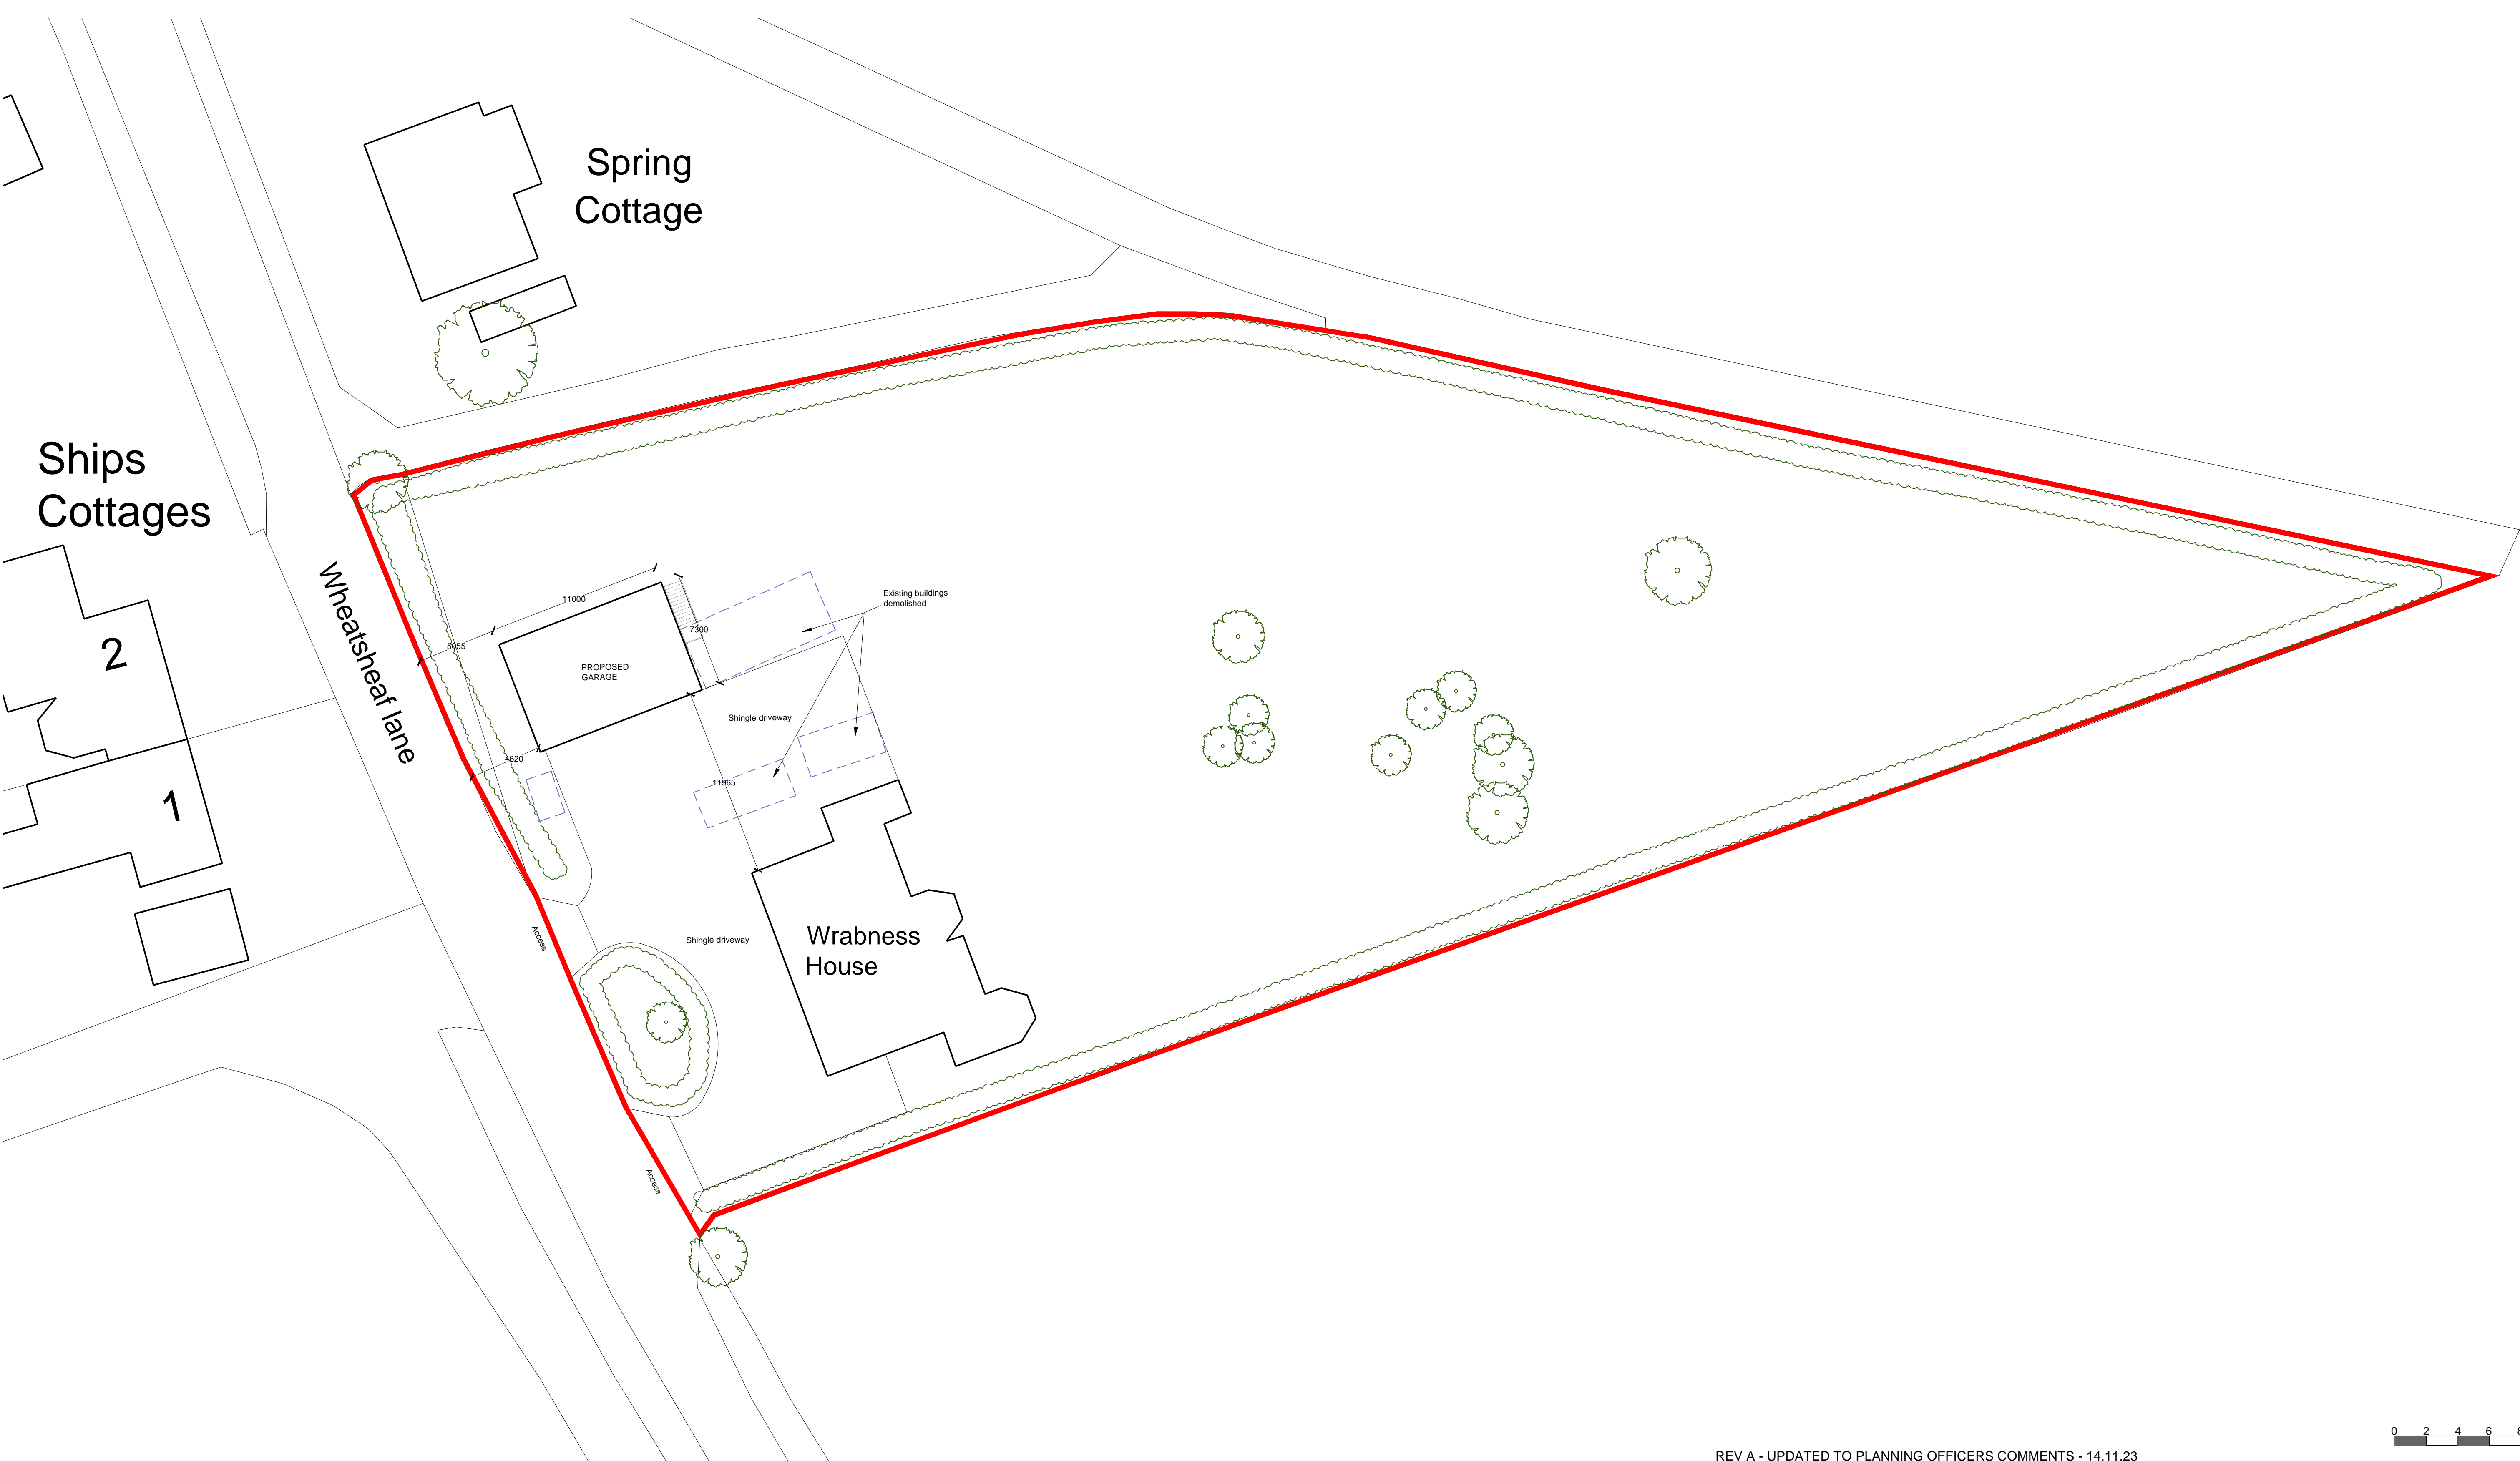 Spring
Cottage
Ships
Cottages
Wheatsheaf lane
Existing buildings
demolished
11000
7300
5055
PROPOSED
GARAGE
2
Shingle driveway
4620
11965
1
Access
Shingle driveway
Wrabness
House
Access
0 2 4 6 8
REV A - UPDATED TO PLANNING OFFICERS COMMENTS - 14.11.23